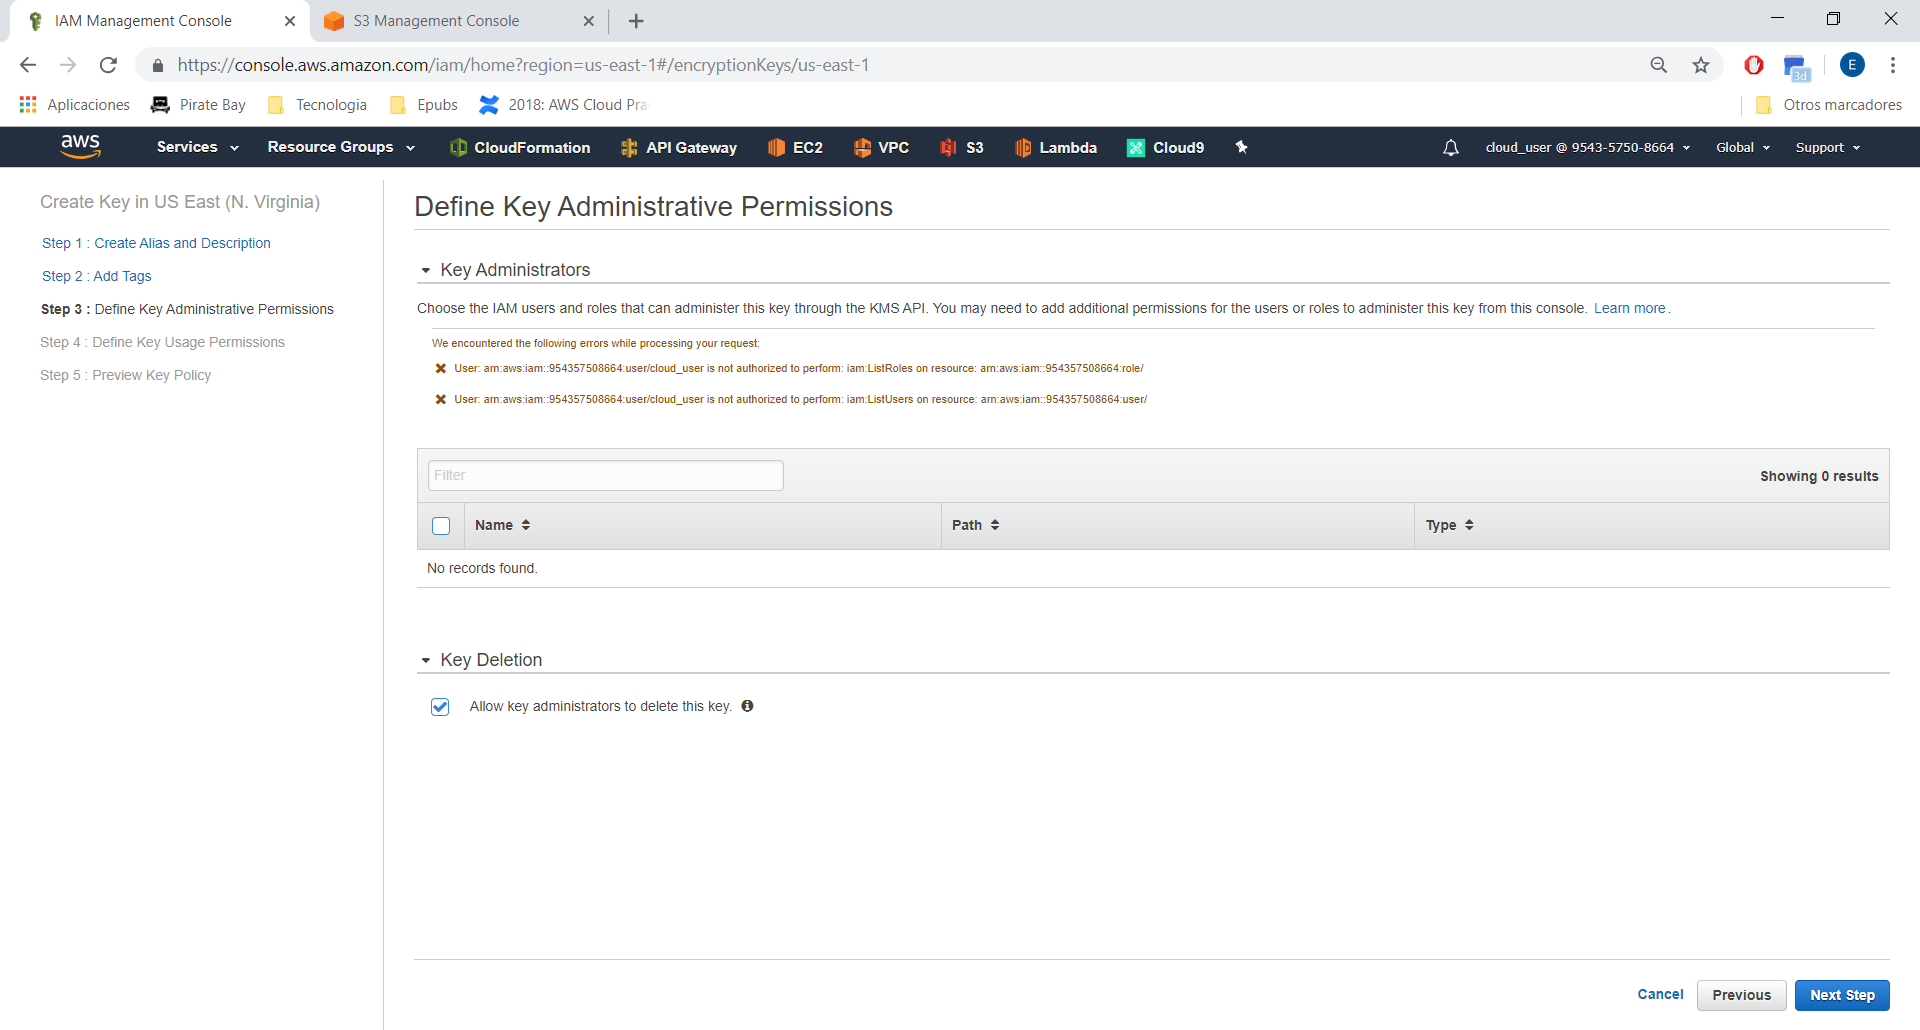 IAM Management Console
S3 Management Console
https://console.aws.amazon.com/iam/home?region=us-east-1#/encryptionKeys/us-east-1
3d
E
Aplicaciones
Pirate Bay
Tecnologia
Epubs
2018: AWS Cloud Pra
Otros marcadores
aws
Services
Resource Groups
CloudFormation
API Gateway
EC2
VPC
S3
Lambda
Cloud9
cloud_user @ 9543-5750-8664
Global
Support
Create Key in US East (N. Virginia)
Step 1 : Create Alias and Description
Step 2 : Add Tags
Step 3 : Define Key Administrative Permissions
Step 4 : Define Key Usage Permissions
Step 5 : Preview Key Policy
Define Key Administrative Permissions
Key Administrators
Choose the IAM users and roles that can administer this key through the KMS API. You may need to add additional permissions for the users or roles to administer this key from this console. Learn more.
We encountered the following errors while processing your request:
User: arn:aws:iam::954357508664:user/cloud_user is not authorized to perform: iam:ListRoles on resource: arn:aws:iam::954357508664:role/
User: arn:aws:iam::954357508664:user/cloud_user is not authorized to perform: iam:ListUsers on resource: arn:aws:iam::954357508664:user/
Filter
Showing 0 results
Name
Path
Type
No records found.
Key Deletion
Allow key administrators to delete this key.
Cancel
Previous
Next Step